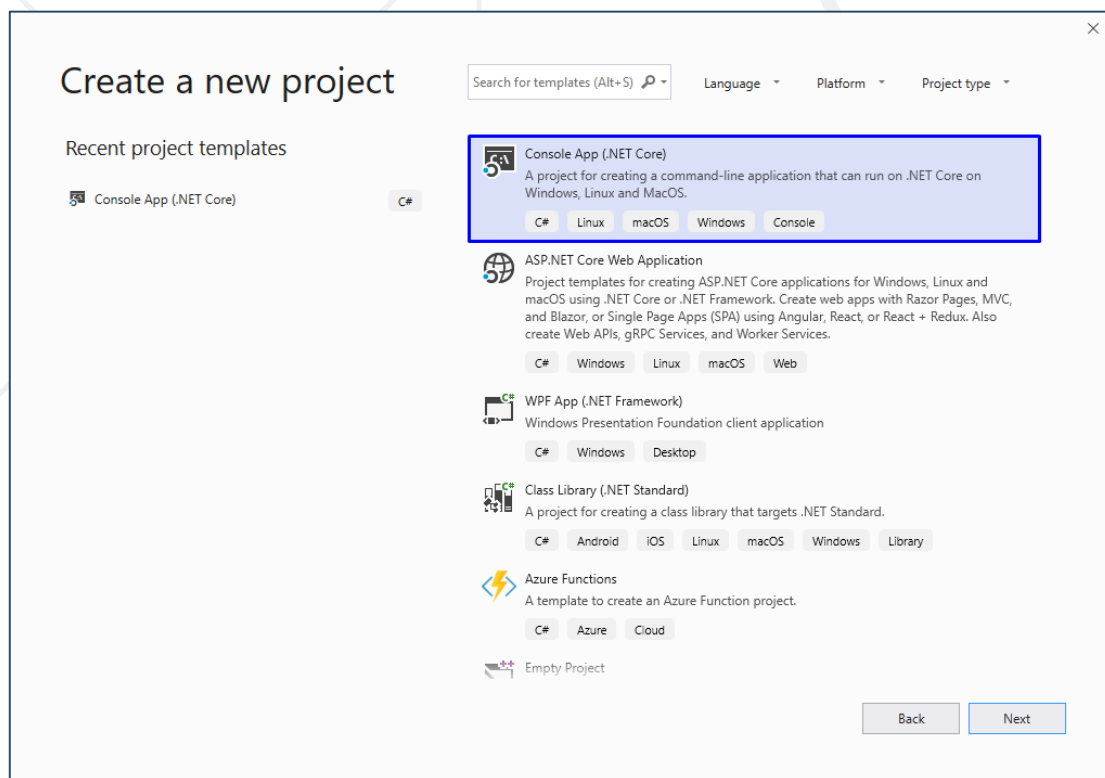 Create a new project
Search for templates (Alt+S)
Language
Platform
Project type
Recent project templates
Console App (.NET Core)
C#
C:\
Console App (.NET Core)
A project for creating a command-line application that can run on .NET Core on
Windows, Linux and MacOS.
C# Linux macOS Windows Console
ASP.NET Core Web Application
Project templates for creating ASP.NET Core applications for Windows, Linux and
macOS using .NET Core or .NET Framework. Create web apps with Razor Pages, MVC,
and Blazor, or Single Page Apps (SPA) using Angular, React, or React + Redux. Also
create Web APIs, gRPC Services, and Worker Services.
C# Windows Linux macOS Web
C#
WPF App (.NET Framework)
Windows Presentation Foundation client application
C# Windows Desktop
C#
Class Library (.NET Standard)
A project for creating a class library that targets .NET Standard.
C# Android iOS Linux macOS Windows Library
Azure Functions
A template to create an Azure Function project.
C# Azure Cloud
++
Empty Project
Back
Next